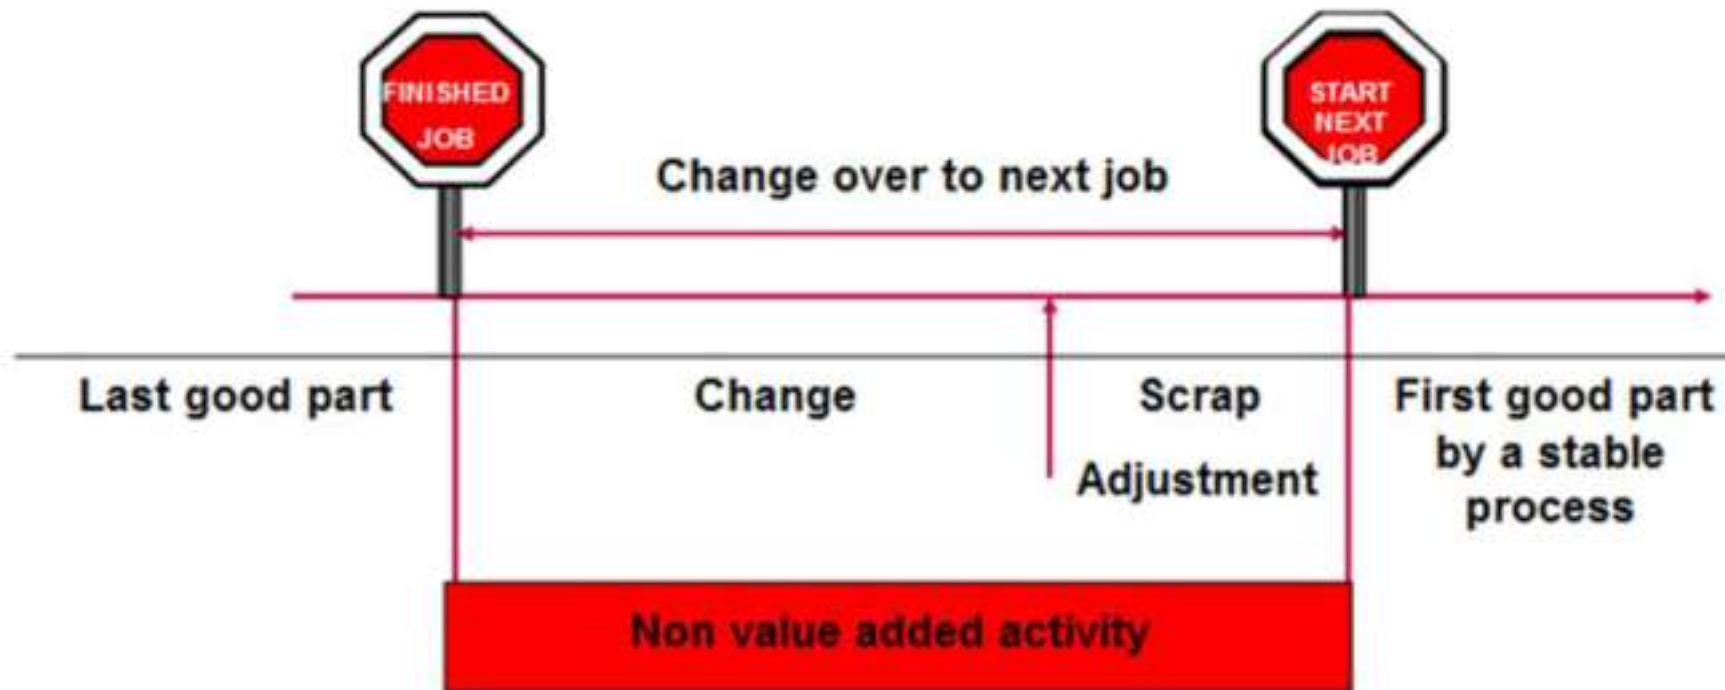 FINISHED
JOB
START
NEXT
JOB
Change over to next job
Last good part
Change
Scrap
Adjustment
First good part
by a stable
process
Non value added activity